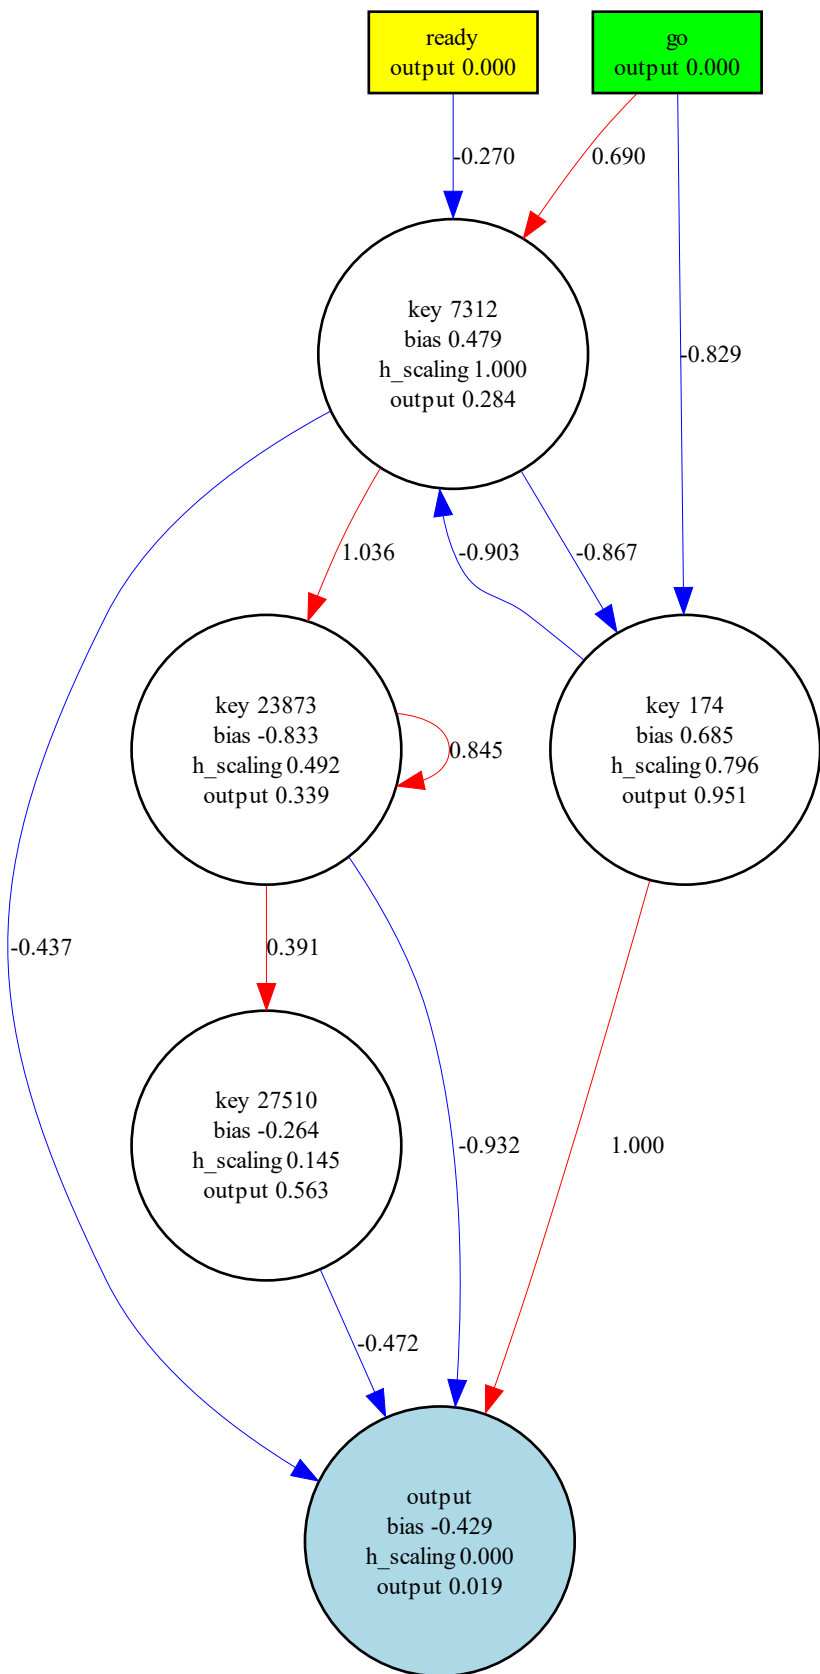 ready
output 0.000
go
output 0.000
-0.270
0.690
key 7312
bias 0.479
h_scaling 1.000
output 0.284
-0.829
1.036
-0.903
-0.867
key 23873
bias -0.833
h_scaling 0.492
output 0.339
0.845
key 174
bias 0.685
h_scaling 0.796
output 0.951
-0.437
0.391
key 27510
bias -0.264
h_scaling 0.145
output 0.563
-0.932
1.000
-0.472
output
bias -0.429
h_scaling 0.000
output 0.019